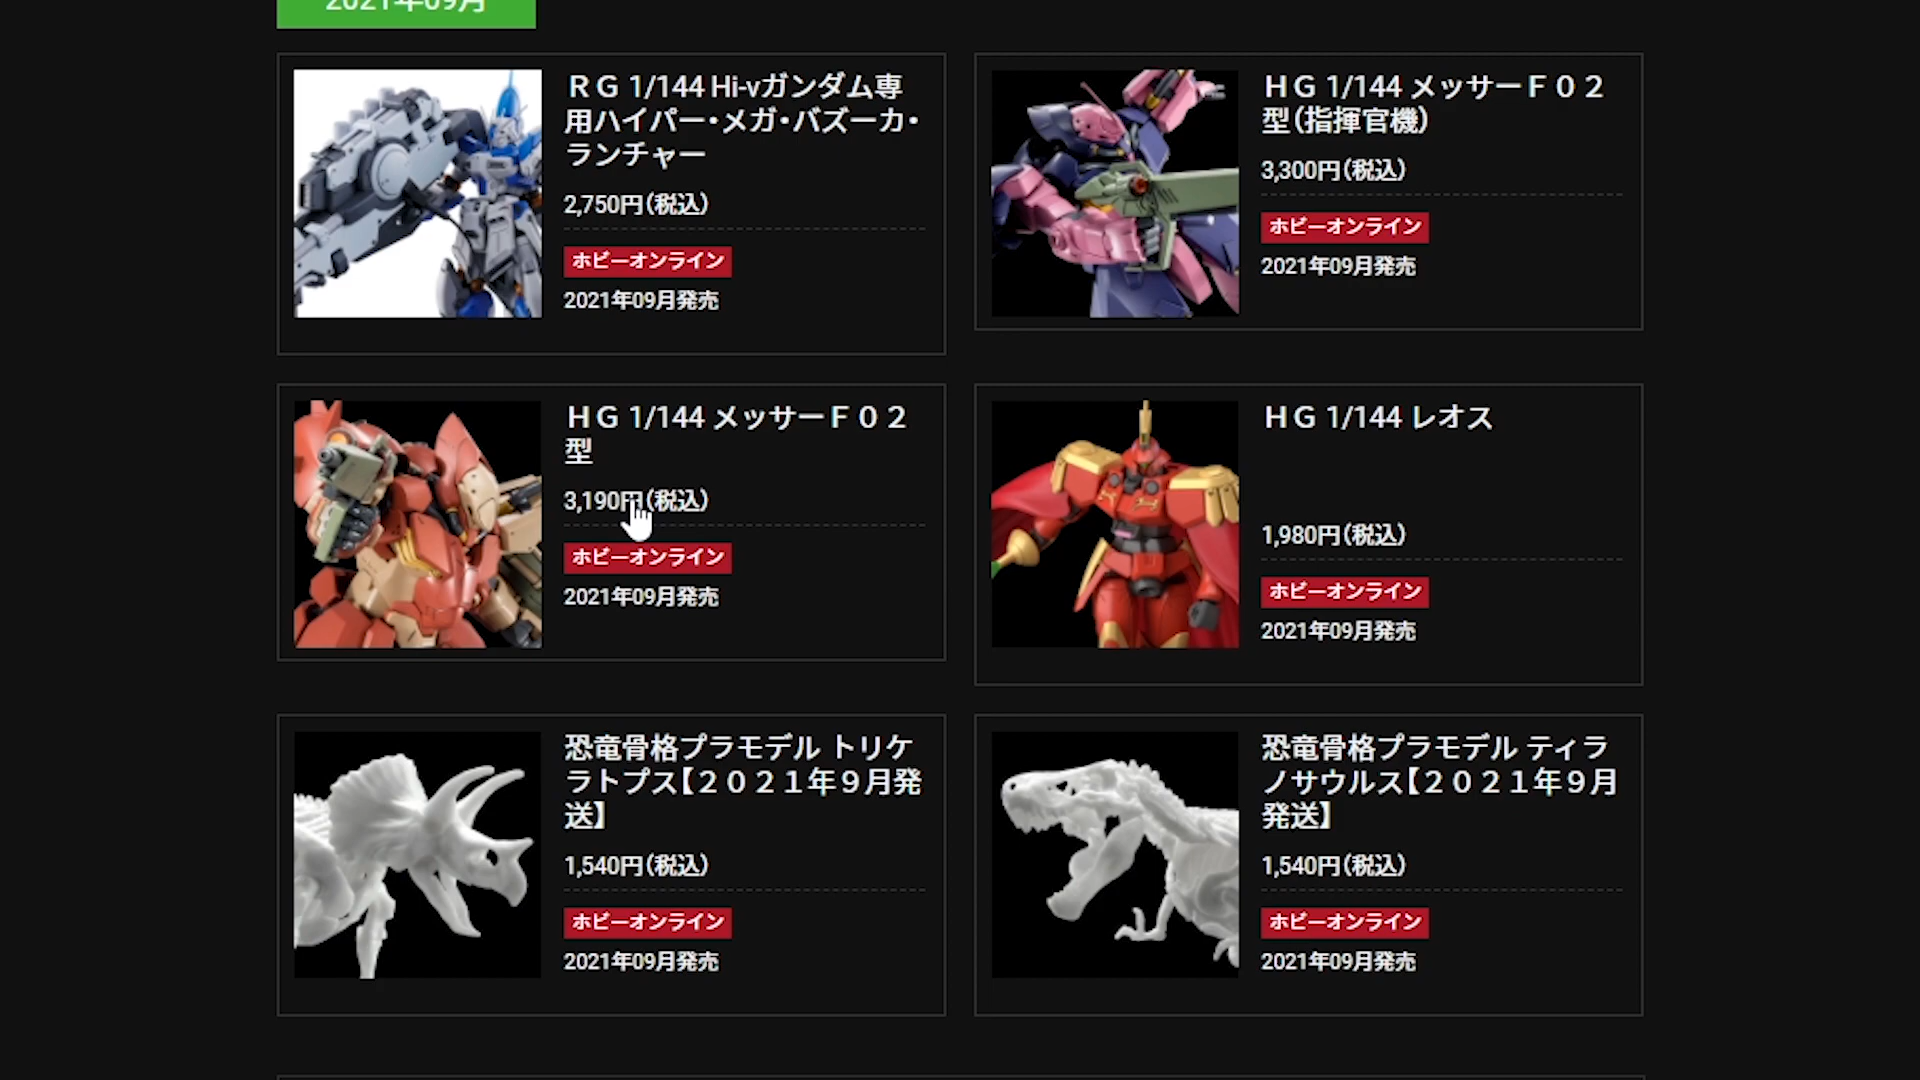 2021年09月
ＲＧ 1/144 Hi-νガンダム専
用ハイパー・メガ・バズーカ・
ランチャー
2,750円（税込）
ホビーオンライン
2021年09月発売
ＨＧ 1/144 メッサーＦ０２
型（指揮官機）
3,300円（税込）
ホビーオンライン
2021年09月発売
ＨＧ 1/144 メッサーＦ０２
型
3,190円（税込）
ホビーオンライン
2021年09月発売
ＨＧ 1/144 レオス
1,980円（税込）
ホビーオンライン
2021年09月発売
恐竜骨格プラモデル トリケ
ラトプス【２０２１年９月発
送】
1,540円（税込）
ホビーオンライン
2021年09月発売
恐竜骨格プラモデル ティラ
ノサウルス【２０２１年９月
発送】
1,540円（税込）
ホビーオンライン
2021年09月発売